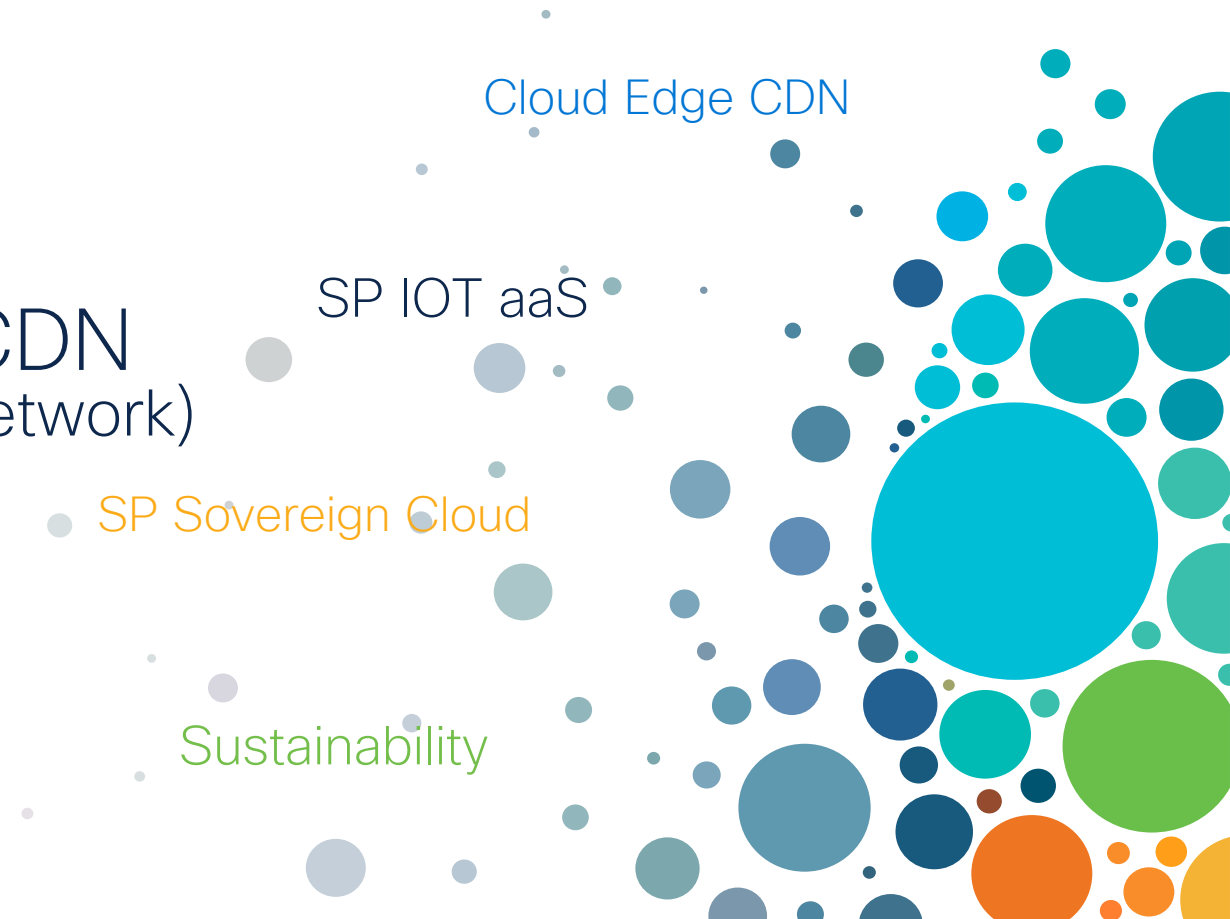 Cloud Edge CDN
SP IOT aaS
CDN
etwork)
SP Sovereign Cloud
Sustainability